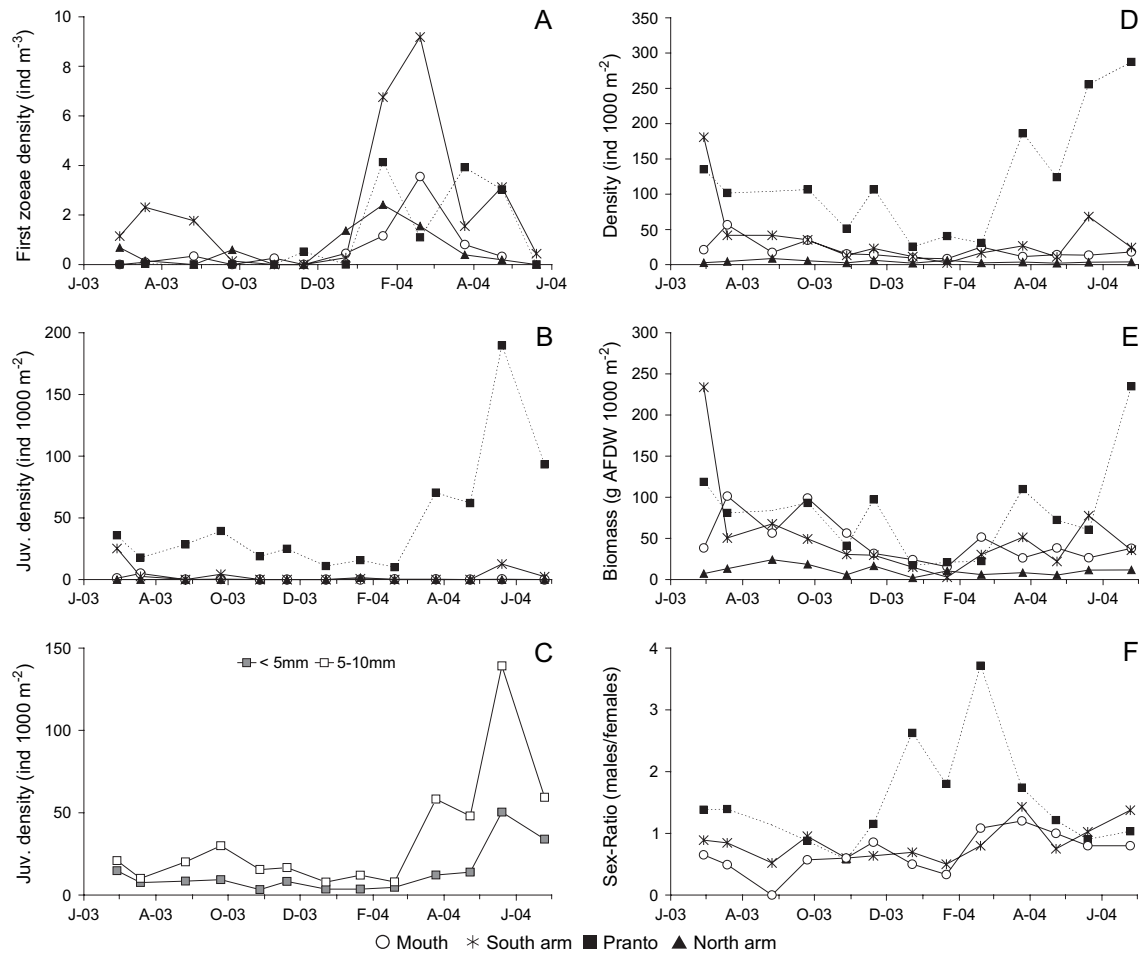 A
First zoeae density (ind m-3)
10
8
6
4
2
0
J-03 A-03 O-03 D-03 F-04 A-04 J-04
D
Density (ind 1000 m-2)
350
300
250
200
150
100
50
0
J-03 A-03 O-03 D-03 F-04 A-04 J-04
B
Juv. density (ind 1000 m-2)
200
150
100
50
0
J-03 A-03 O-03 D-03 F-04 A-04 J-04
E
Biomass (g AFDW 1000 m-2)
300
250
200
150
100
50
0
J-03 A-03 O-03 D-03 F-04 A-04 J-04
C
Juv. density (ind 1000 m-2)
150
100
50
0
< 5mm 5-10mm
J-03 A-03 O-03 D-03 F-04 A-04 J-04
F
Sex-Ratio (males/females)
4
3
2
1
0
J-03 A-03 O-03 D-03 F-04 A-04 J-04
Mouth South arm Pranto North arm